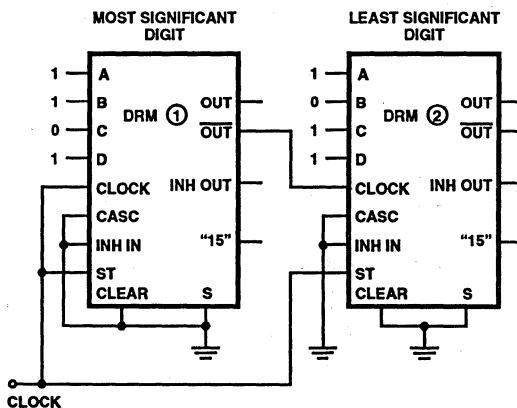 MOST SIGNIFICANT
DIGIT
1 A
1 B
0 C
1 D
DRM 1
OUT
OUT
CLOCK
INH OUT
CASC
INH IN
"15"
ST
CLEAR
S
LEAST SIGNIFICANT
DIGIT
1 A
0 B
1 C
1 D
DRM 2
OUT
OUT
CLOCK
INH OUT
CASC
INH IN
"15"
ST
CLEAR
S
CLOCK